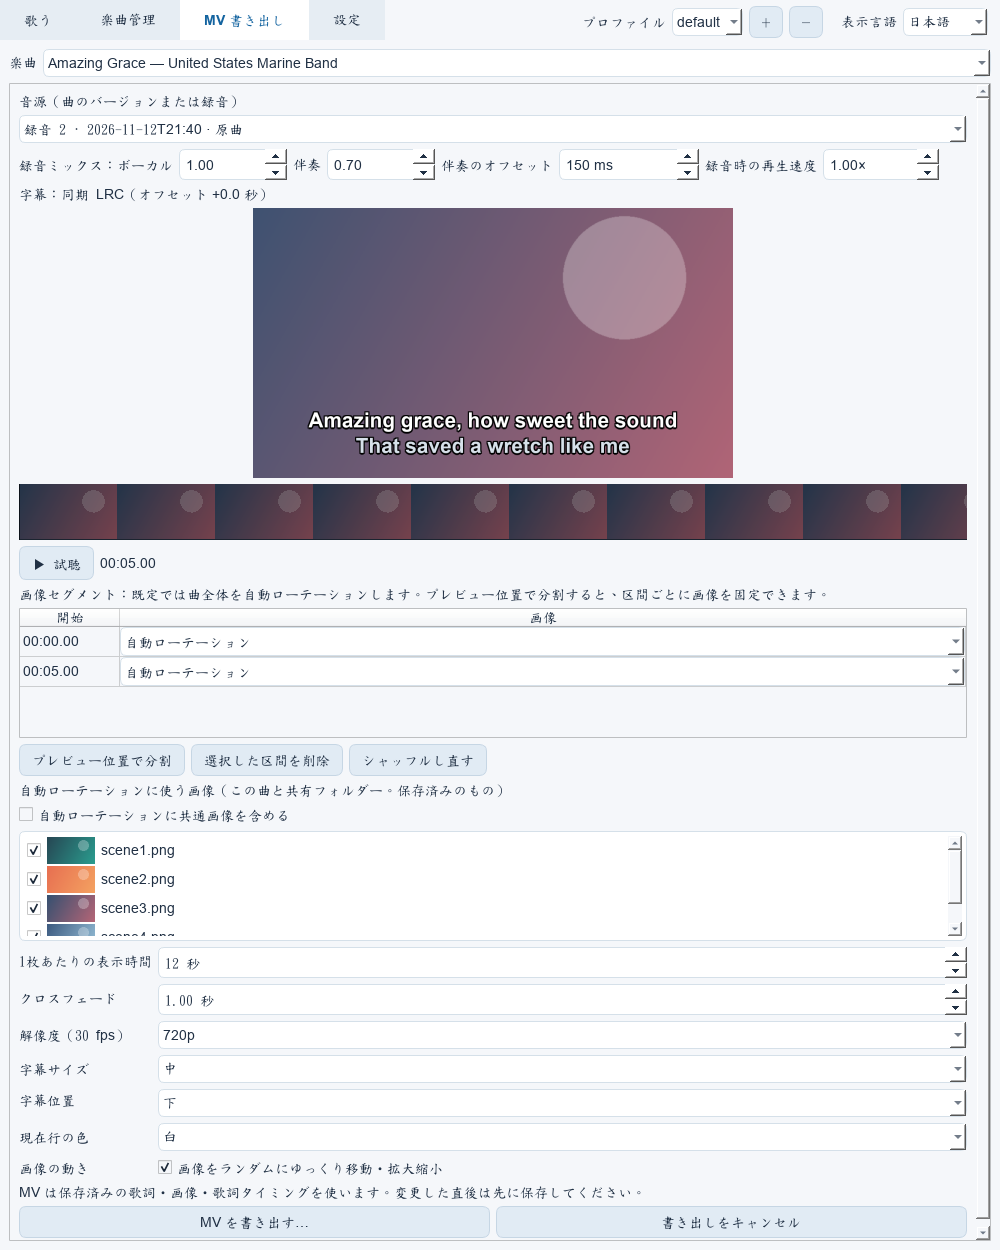 歌う 楽曲管理 MV 書き出し 設定 プロファイル default + − 表示言語 日本語
楽曲 Amazing Grace — United States Marine Band
音源（曲のバージョンまたは録音）
録音 2 · 2026-11-12T21:40 · 原曲
録音ミックス：ボーカル 1.00 伴奏 0.70 伴奏のオフセット 150 ms 録音時の再生速度 1.00×
字幕：同期 LRC（オフセット +0.0 秒）
Amazing grace, how sweet the sound
That saved a wretch like me
▶ 試聴 00:05.00
画像セグメント：既定では曲全体を自動ローテーションします。プレビュー位置で分割すると、区間ごとに画像を固定できます。
開始 画像
00:00.00 自動ローテーション
00:05.00 自動ローテーション
プレビュー位置で分割 選択した区間を削除 シャッフルし直す
自動ローテーションに使う画像（この曲と共有フォルダー。保存済みのもの）
自動ローテーションに共通画像を含める
scene1.png
scene2.png
scene3.png
scene4.png
1枚あたりの表示時間 12 秒
クロスフェード 1.00 秒
解像度（30 fps） 720p
字幕サイズ 中
字幕位置 下
現在行の色 白
画像の動き 画像をランダムにゆっくり移動・拡大縮小
MV は保存済みの歌詞・画像・歌詞タイミングを使います。変更した直後は先に保存してください。
MV を書き出す... 書き出しをキャンセル